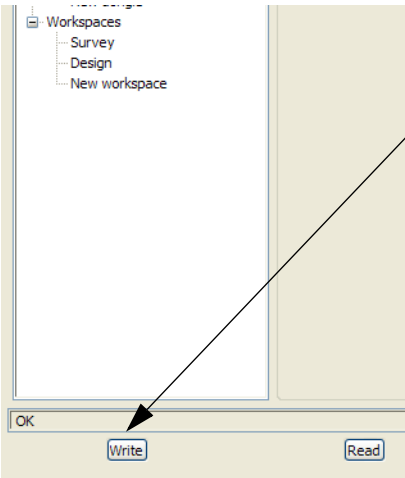 Workspaces
Survey
Design
New workspace
OK
Write
Read